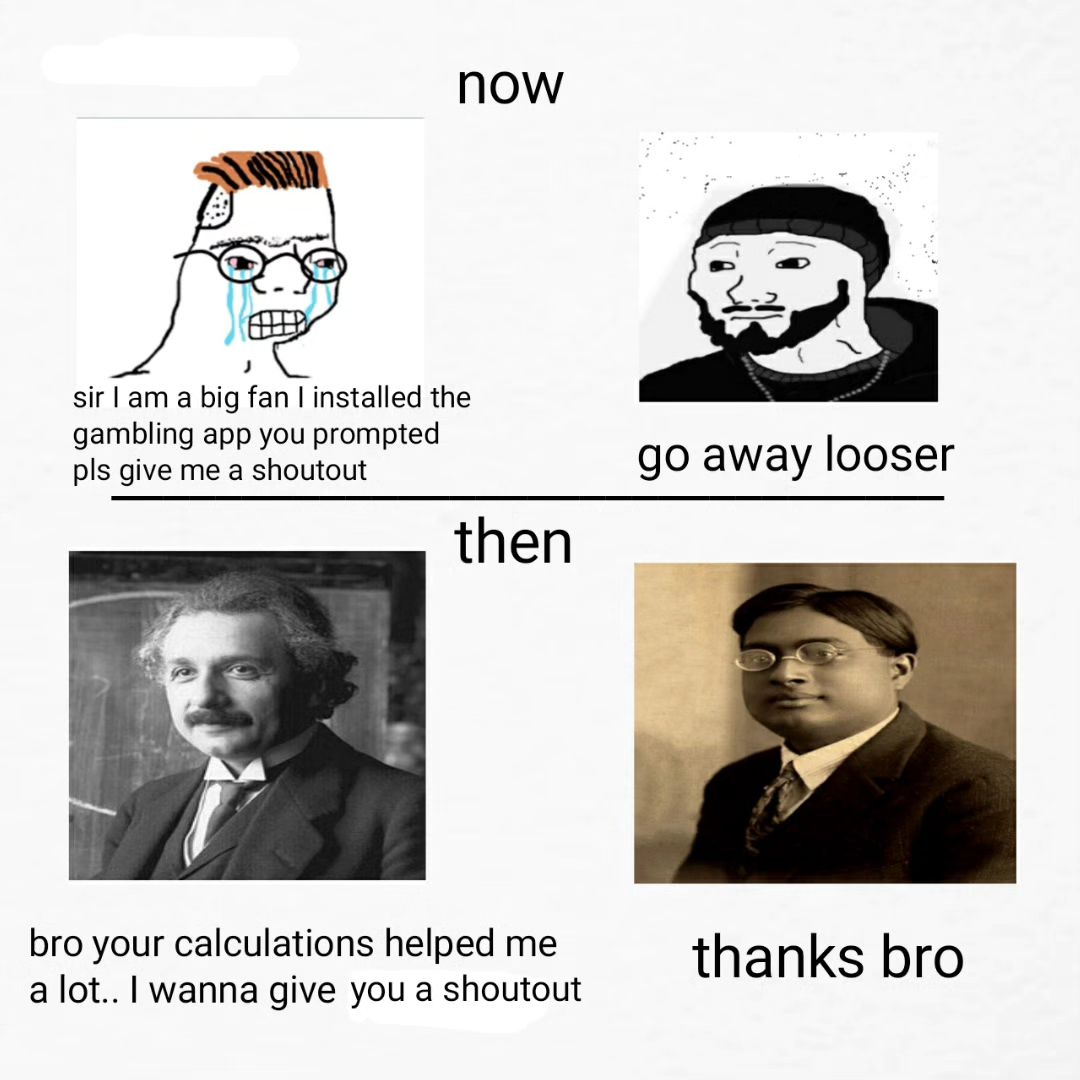 now
sir I am a big fan I installed the
gambling app you prompted
pls give me a shoutout
go away looser
then
bro your calculations helped me
a lot.. I wanna give you a shoutout
thanks bro